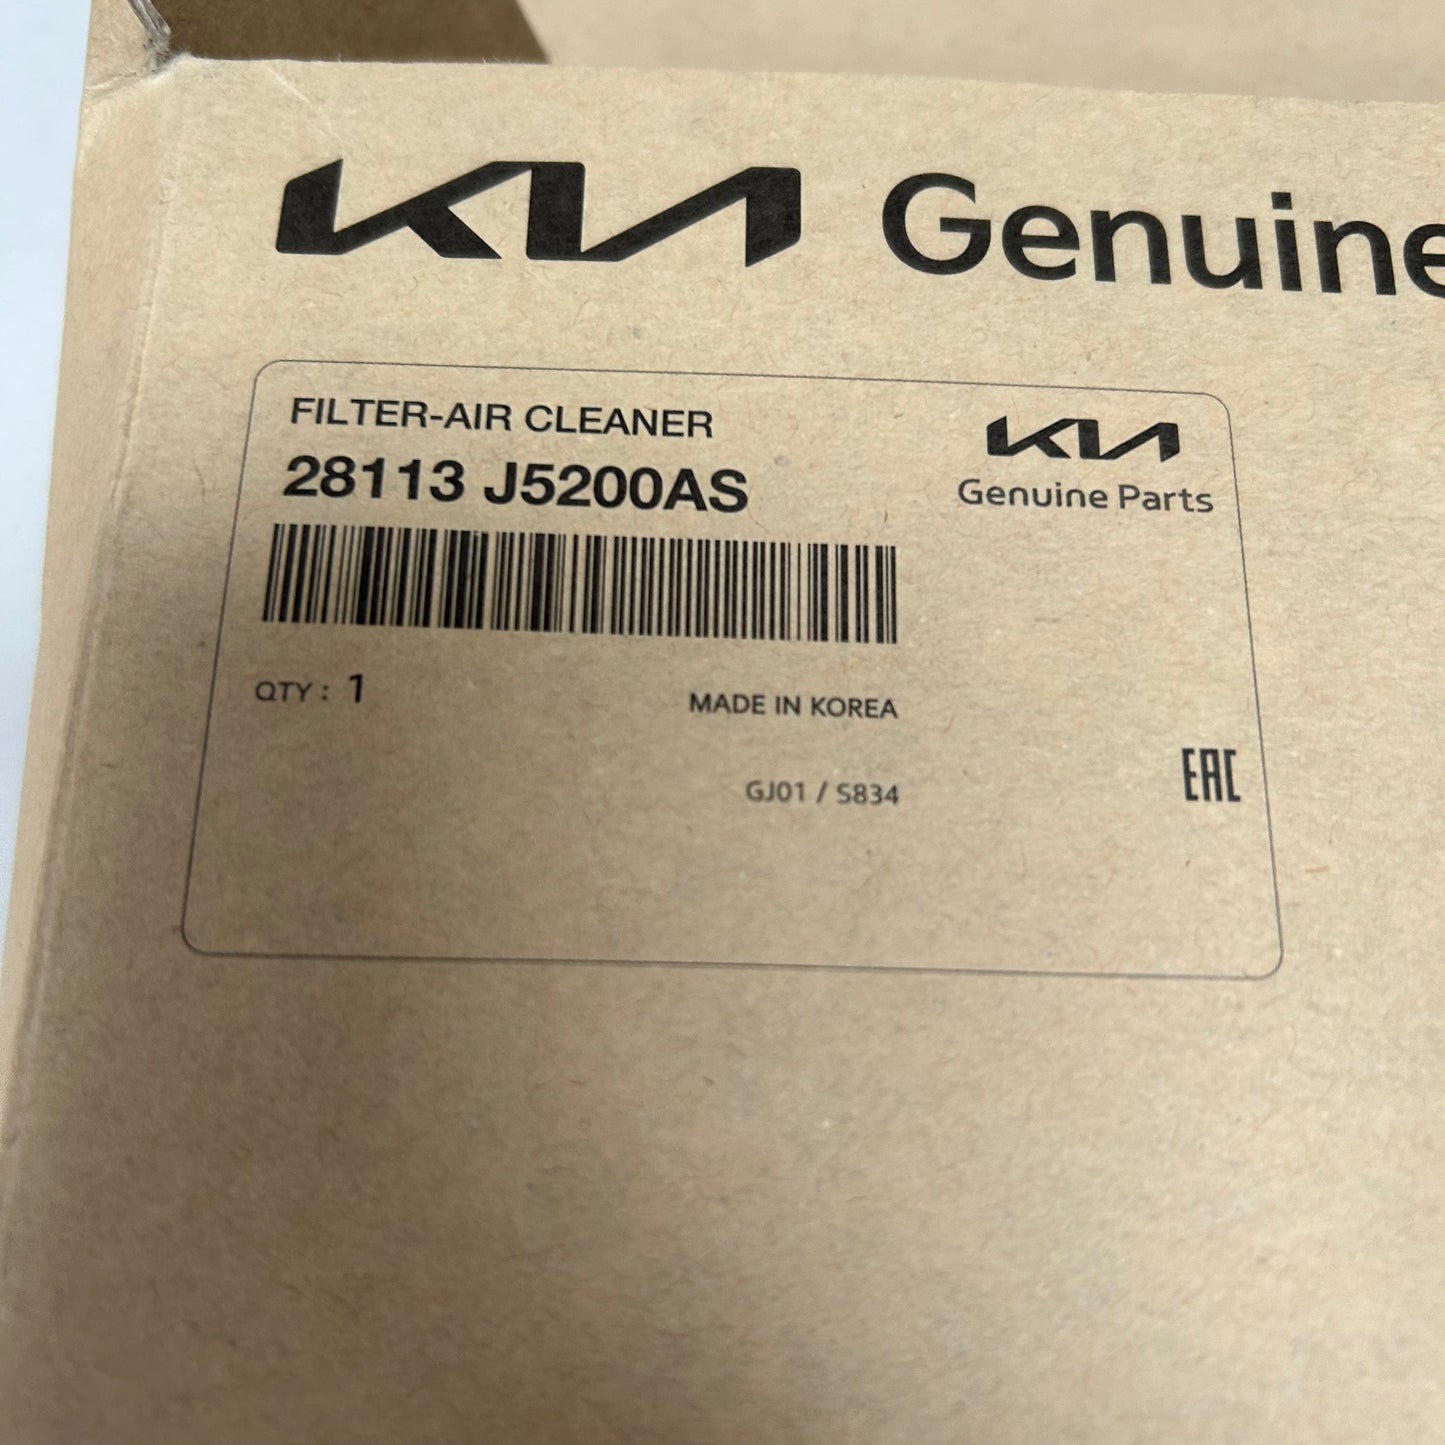 KIA Genuine
FILTER-AIR CLEANER
28113 J5200AS
KIA
Genuine Parts
QTY : 1
MADE IN KOREA
EAC
GJ01 / S834